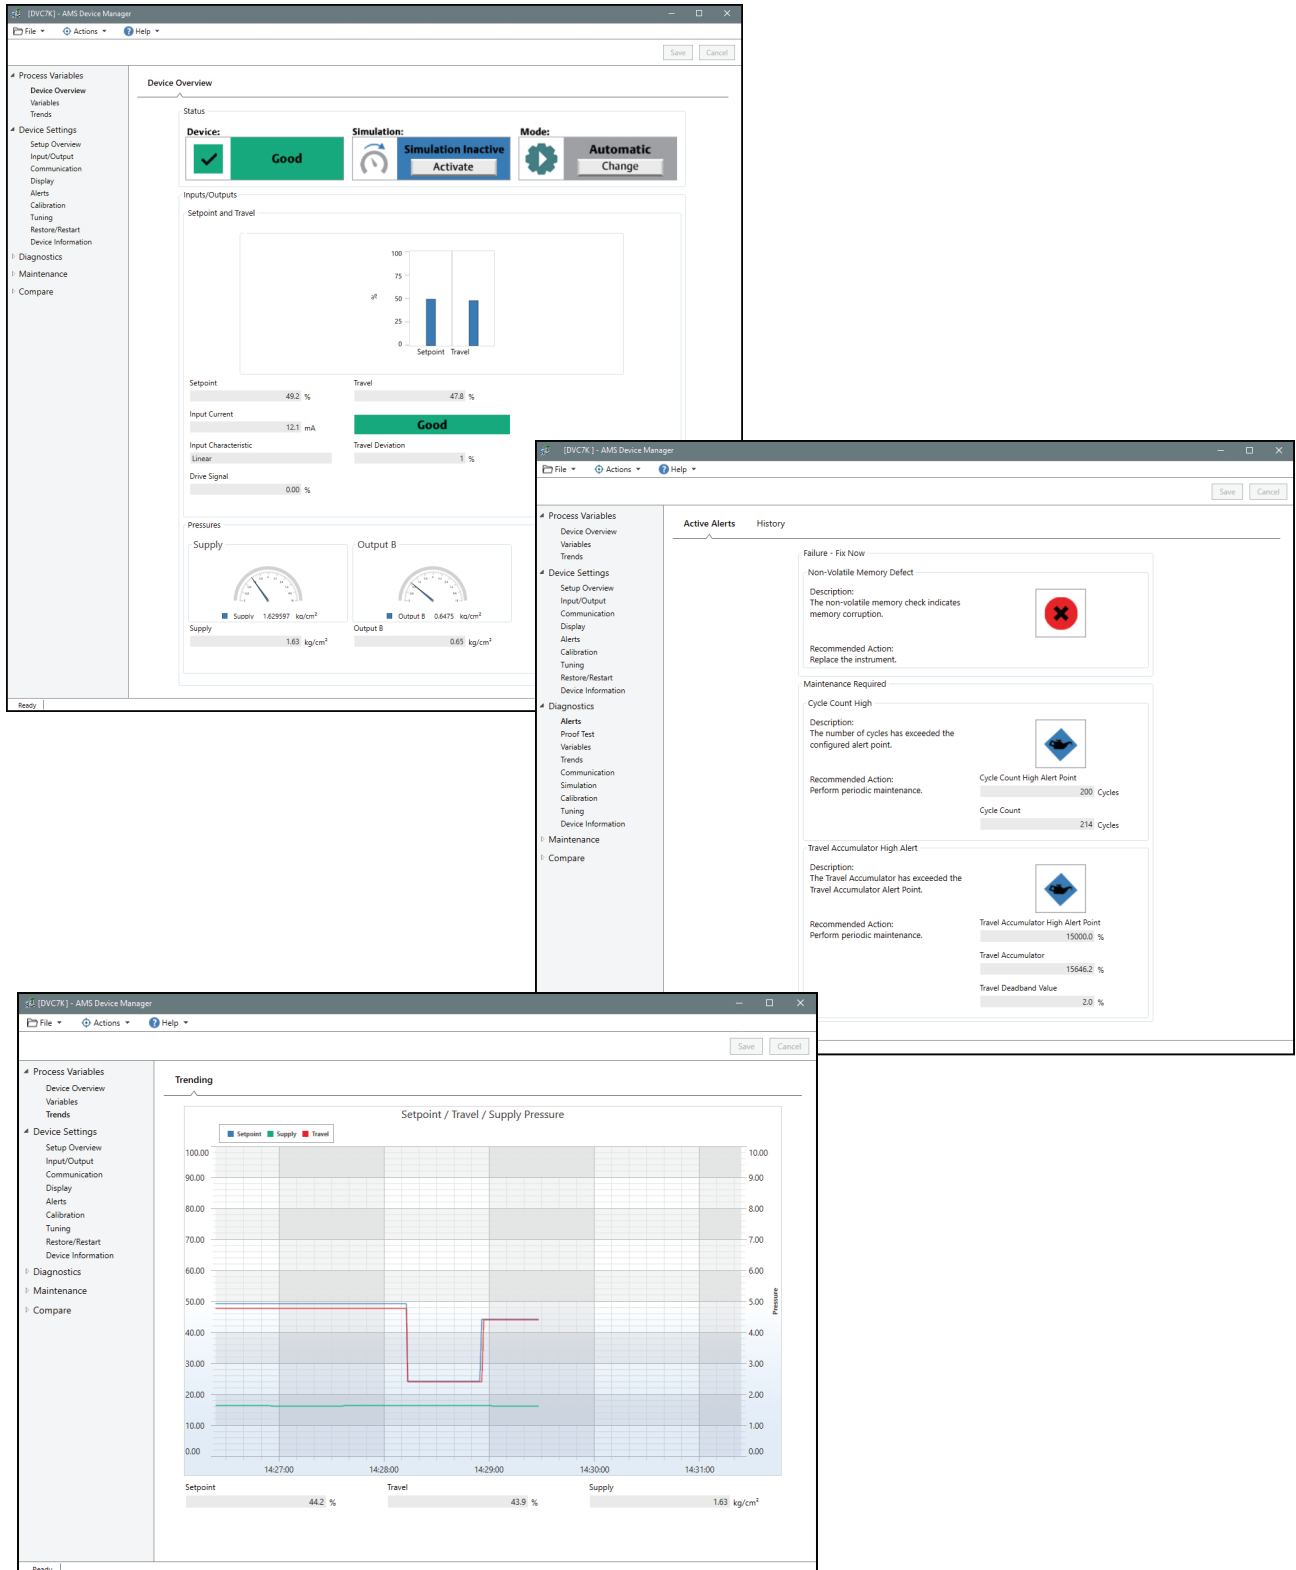 [DVC7K] - AMS Device Manager
File Actions Help
Save Cancel
Process Variables
Device Overview
Variables
Trends
Device Settings
Setup Overview
Input/Output
Communication
Display
Alerts
Calibration
Tuning
Restore/Restart
Device Information
Diagnostics
Maintenance
Compare
Device Overview
Status
Device: Simulation: Mode:
Good
Simulation Inactive
Activate
Automatic
Change
Inputs/Outputs
Setpoint and Travel
100
75
50
25
0
%
Setpoint Travel
Setpoint Travel
49.2 % 47.8 %
Input Current
12.1 mA Good
Input Characteristic Travel Deviation
Linear 1 %
Drive Signal
0.00 %
Pressures
Supply Output B
Supply 1.629597 kg/cm²
Output B 0.6475 kg/cm²
Supply Output B
1.63 kg/cm² 0.65 kg/cm²
Ready
[DVC7K ] - AMS Device Manager
File Actions Help
Save Cancel
Process Variables
Device Overview
Variables
Trends
Device Settings
Setup Overview
Input/Output
Communication
Display
Alerts
Calibration
Tuning
Restore/Restart
Device Information
Diagnostics
Alerts
Proof Test
Variables
Trends
Communication
Simulation
Calibration
Tuning
Device Information
Maintenance
Compare
Active Alerts History
Failure - Fix Now
Non-Volatile Memory Defect
Description:
The non-volatile memory check indicates
memory corruption.
Recommended Action:
Replace the instrument.
Maintenance Required
Cycle Count High
Description:
The number of cycles has exceeded the
configured alert point.
Recommended Action:
Perform periodic maintenance.
Cycle Count High Alert Point
200 Cycles
Cycle Count
214 Cycles
Travel Accumulator High Alert
Description:
The Travel Accumulator has exceeded the
Travel Accumulator Alert Point.
Recommended Action:
Perform periodic maintenance.
Travel Accumulator High Alert Point
15000.0 %
Travel Accumulator
15646.2 %
Travel Deadband Value
2.0 %
[DVC7K ] - AMS Device Manager
File Actions Help
Save Cancel
Process Variables
Device Overview
Variables
Trends
Device Settings
Setup Overview
Input/Output
Communication
Display
Alerts
Calibration
Tuning
Restore/Restart
Device Information
Diagnostics
Maintenance
Compare
Trending
Setpoint / Travel / Supply Pressure
Setpoint Supply Travel
100.00 10.00
90.00 9.00
80.00 8.00
70.00 7.00
60.00 6.00
50.00 5.00
40.00 4.00
30.00 3.00
20.00 2.00
10.00 1.00
0.00 0.00
Pressure
14:27:00 14:28:00 14:29:00 14:30:00 14:31:00
Setpoint Travel Supply
44.2 % 43.9 % 1.63 kg/cm²
Ready